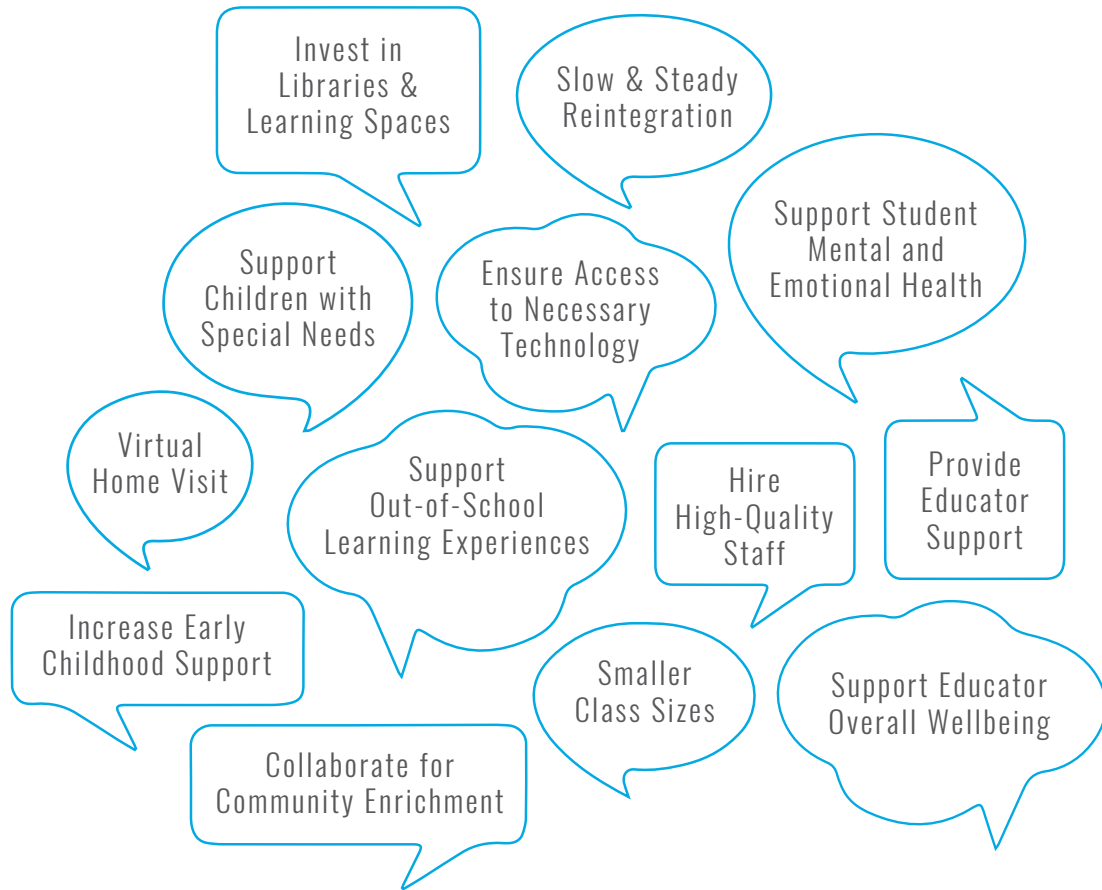 Invest in
Libraries &
Learning Spaces
Slow & Steady
Reintegration
Support Student
Mental and
Emotional Health
Support
Children with
Special Needs
Ensure Access
to Necessary
Technology
Virtual
Home Visit
Support
Out-of-School
Learning Experiences
Hire
High-Quality
Staff
Provide
Educator
Support
Increase Early
Childhood Support
Smaller
Class Sizes
Support Educator
Overall Wellbeing
Collaborate for
Community Enrichment